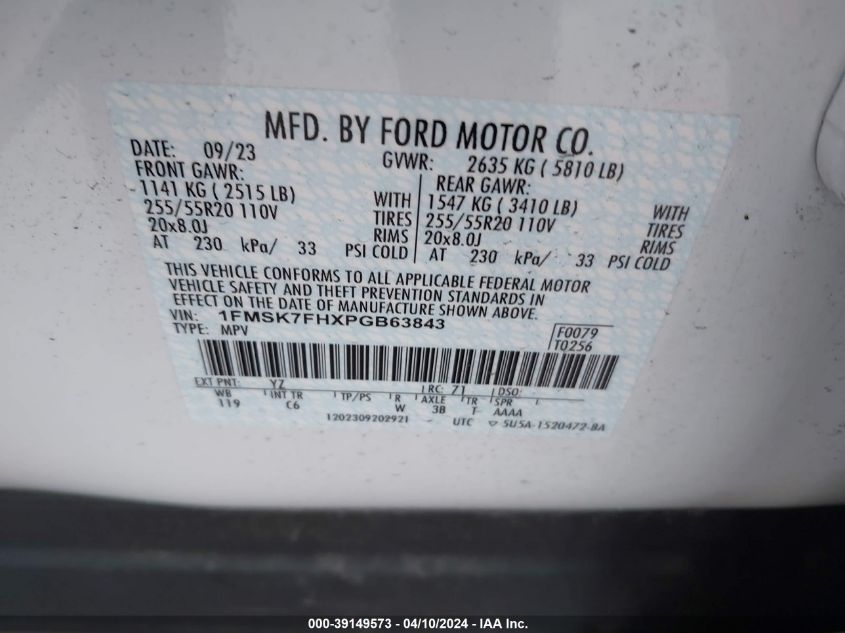 MFD. BY FORD MOTOR CO.
DATE: 09/23 GVWR: 2635 KG ( 5810 LB)
FRONT GAWR: REAR GAWR:
1141 KG ( 2515 LB) WITH 1547 KG ( 3410 LB) WITH
255/55R20 110V TIRES 255/55R20 110V TIRES
20x8.0J RIMS 20x8.0J RIMS
AT 230 kPa/ 33 PSI COLD AT 230 kPa/ 33 PSI COLD
THIS VEHICLE CONFORMS TO ALL APPLICABLE FEDERAL MOTOR
VEHICLE SAFETY AND THEFT PREVENTION STANDARDS IN
EFFECT ON THE DATE OF MANUFACTURE SHOWN ABOVE.
VIN: 1FMSK7FHXPGB63843
TYPE: MPV
F0079
T0256
EXT PNT: YZ RC: 71 DSO:
WB INT TR TP/PS R AXLE TR SPR
119 C6 W 38 T AAAA
1202309202921 UTC ▽ 5U5A-1520472-BA
000-39149573 - 04/10/2024 - IAA Inc.